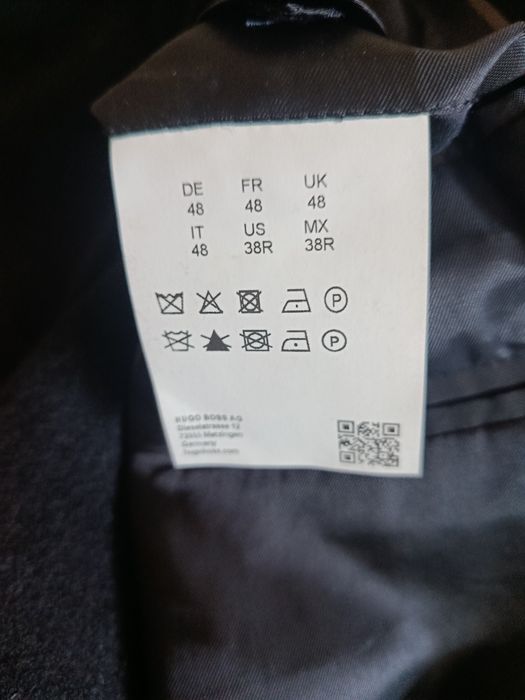 DE FR UK
48 48 48
IT US MX
48 38R 38R
P
P
HUGO BOSS AG
Dieselstrasse 12
72555 Metzingen
Germany
hugoboss.com